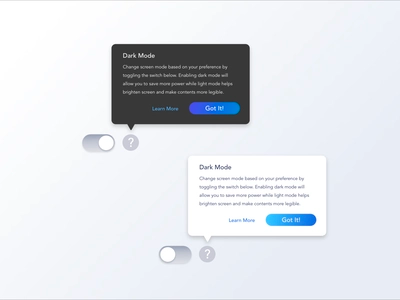 Dark Mode
Change screen mode based on your preference by
toggling the switch below. Enabling dark mode will
allow you to save more power while light mode helps
brighten screen and make contents more legible.
Learn More
Got It!
?
Dark Mode
Change screen mode based on your preference by
toggling the switch below. Enabling dark mode will
allow you to save more power while light mode helps
brighten screen and make contents more legible.
Learn More
Got It!
?